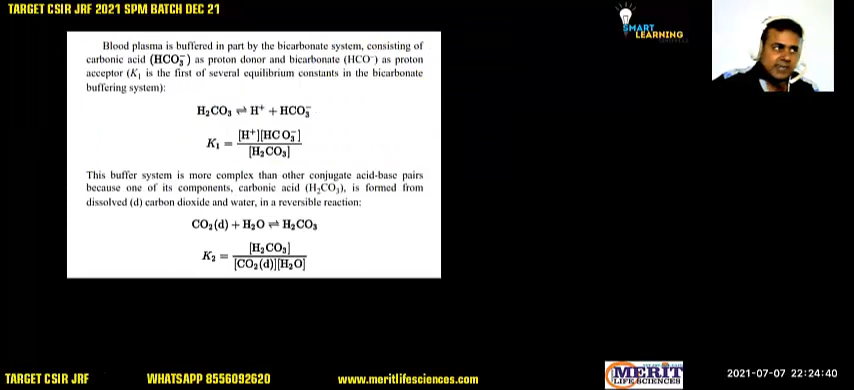 TARGET CSIR JRF 2021 SPM BATCH DEC 21
SMART
LEARNING
Blood plasma is buffered in part by the bicarbonate system, consisting of
carbonic acid (HCO₃⁻) as proton donor and bicarbonate (HCO⁻) as proton
acceptor (K₁ is the first of several equilibrium constants in the bicarbonate
buffering system):
H₂CO₃ ⇌ H⁺ + HCO₃⁻
K₁ = [H⁺][HCO₃⁻] / [H₂CO₃]
This buffer system is more complex than other conjugate acid-base pairs
because one of its components, carbonic acid (H₂CO₃), is formed from
dissolved (d) carbon dioxide and water, in a reversible reaction:
CO₂(d) + H₂O ⇌ H₂CO₃
K₂ = [H₂CO₃] / [CO₂(d)][H₂O]
TARGET CSIR JRF
WHATSAPP 8556092620
www.meritlifesciences.com
MERIT
LIFE SCIENCES
2021-07-07 22:24:40